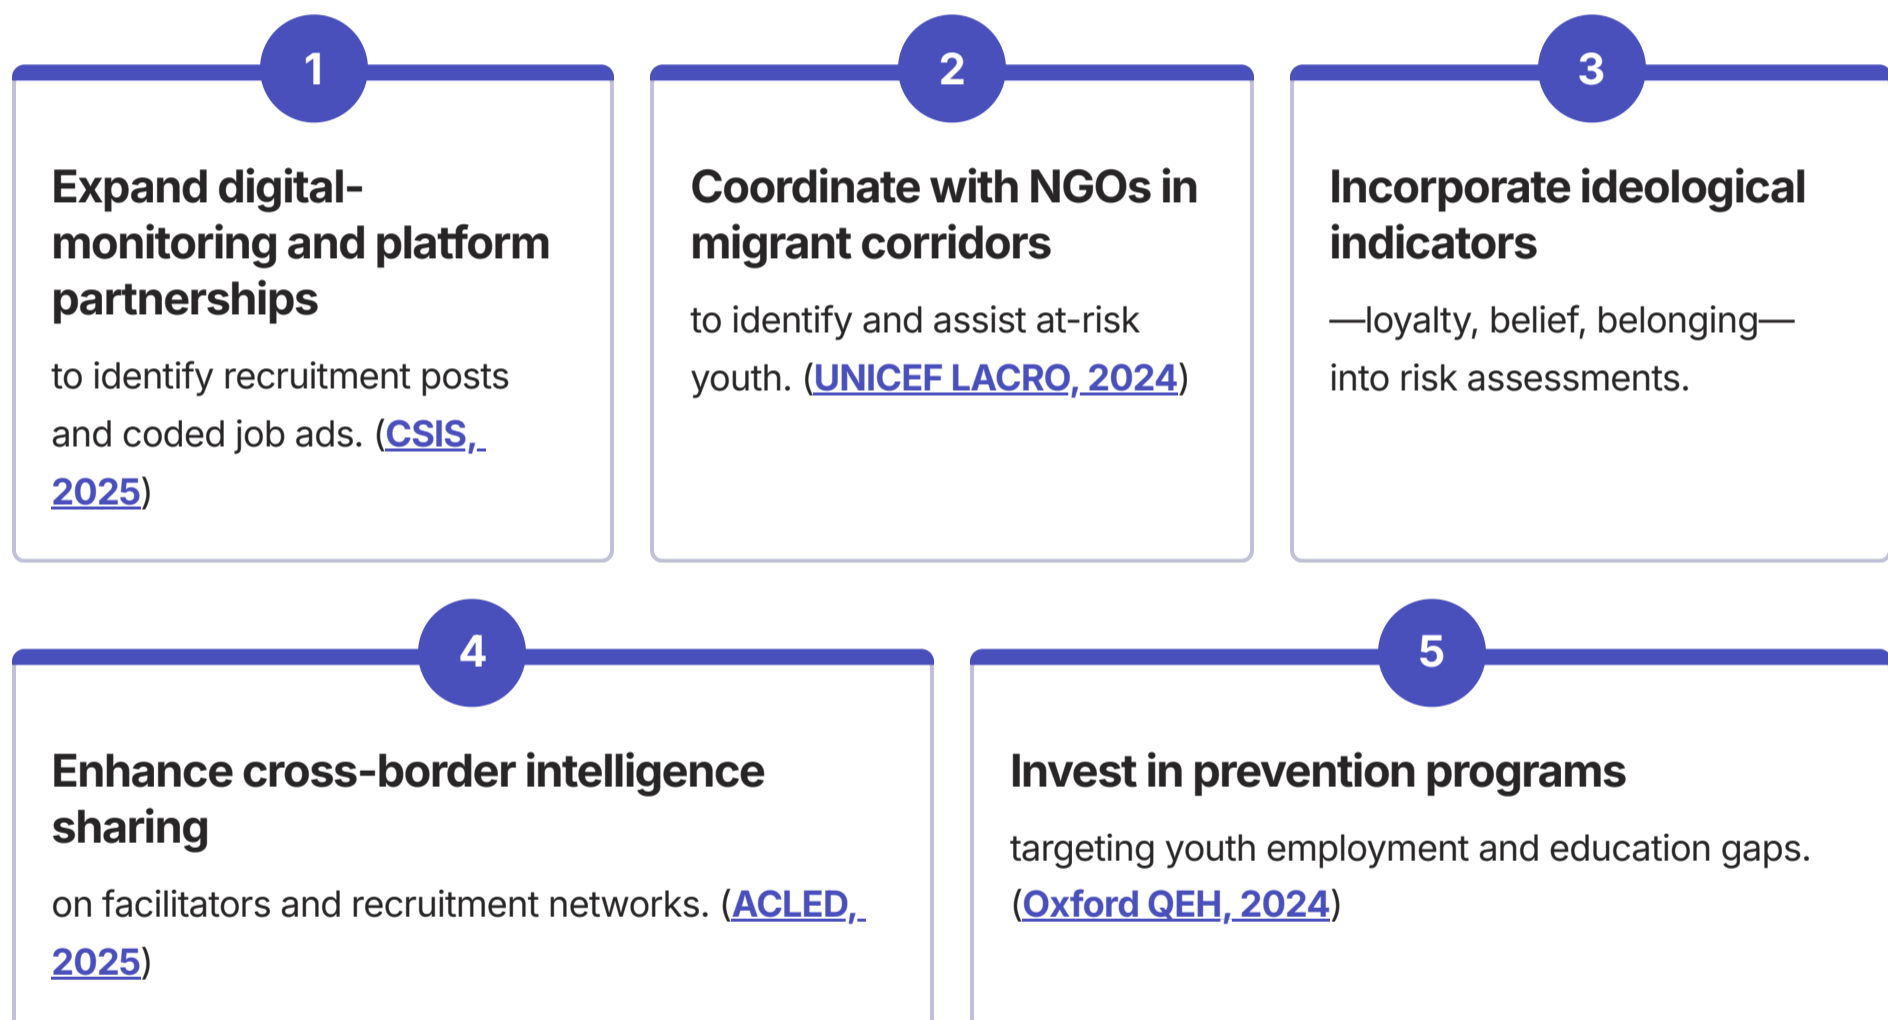 1
Expand digital-
monitoring and platform
partnerships
to identify recruitment posts
and coded job ads. (CSIS,
2025)
2
Coordinate with NGOs in
migrant corridors
to identify and assist at-risk
youth. (UNICEF LACRO, 2024)
3
Incorporate ideological
indicators
—loyalty, belief, belonging—
into risk assessments.
4
Enhance cross-border intelligence
sharing
on facilitators and recruitment networks. (ACLED,
2025)
5
Invest in prevention programs
targeting youth employment and education gaps.
(Oxford QEH, 2024)